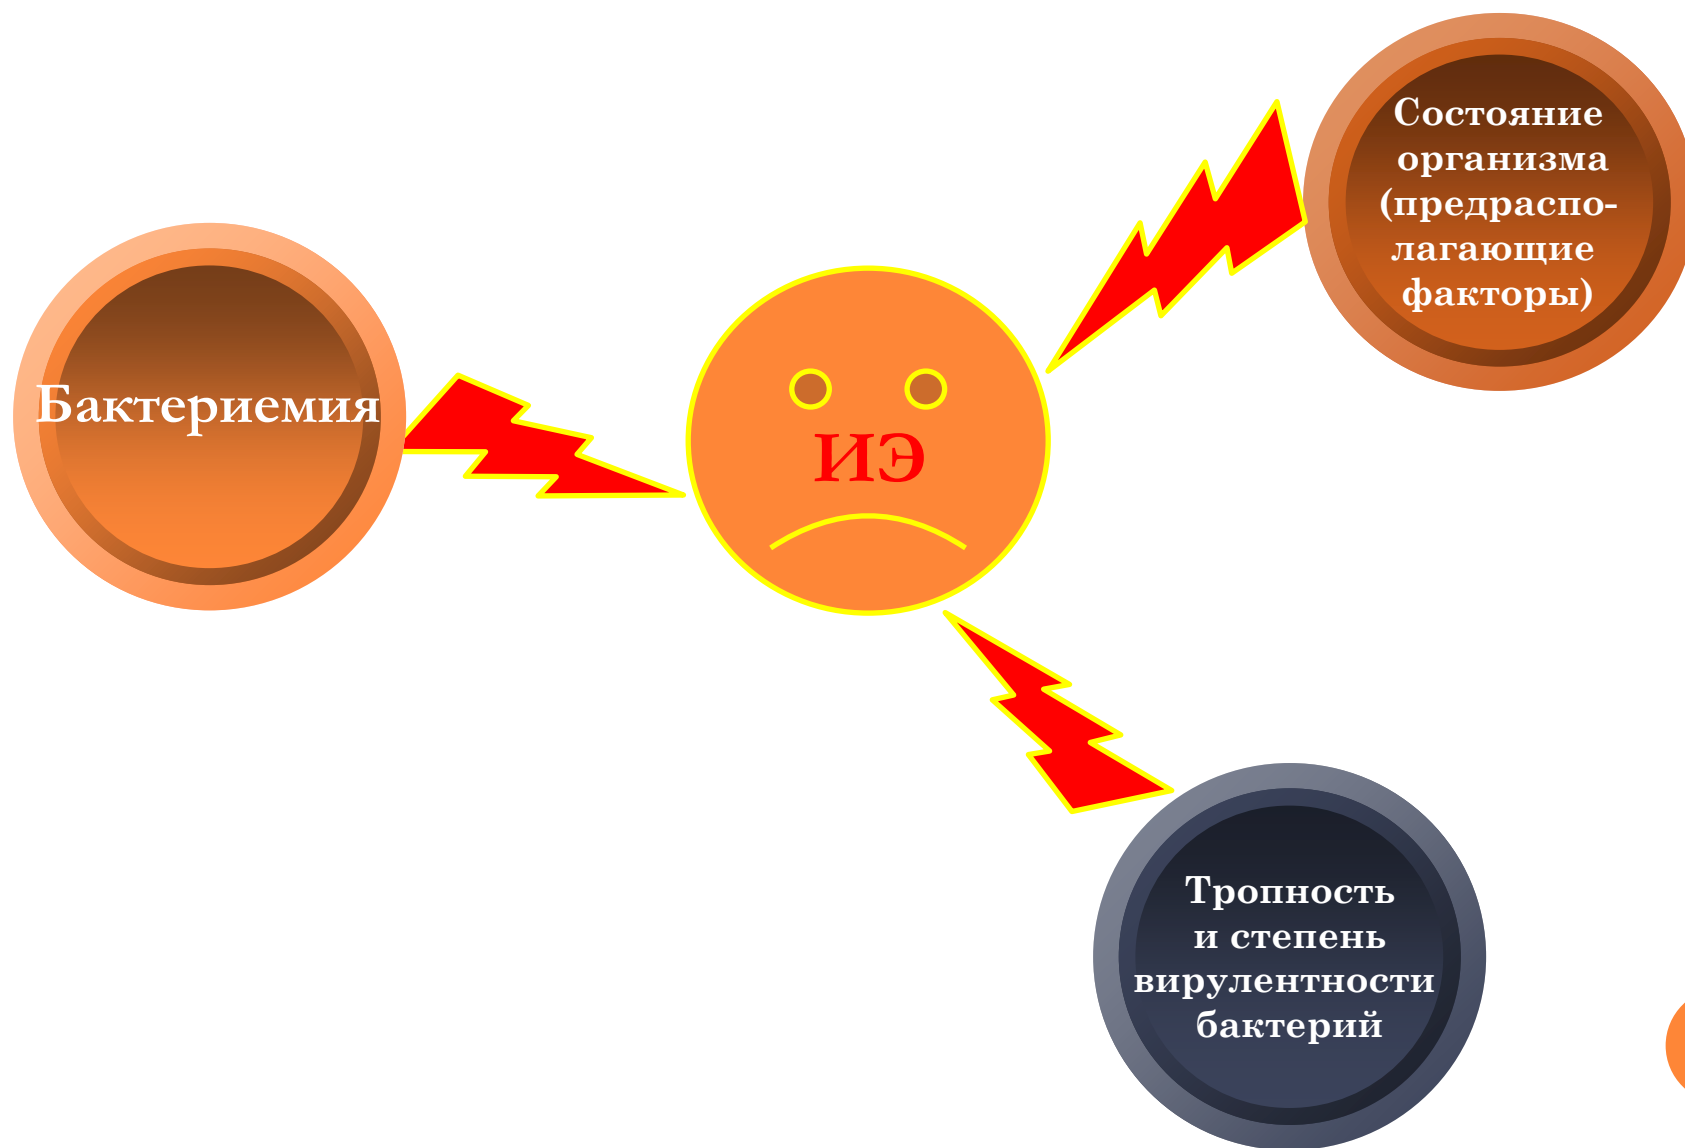 Состояние
организма
(предраспо-
лагающие
факторы)
Бактериемия
ИЭ
Тропность
и степень
вирулентности
бактерий